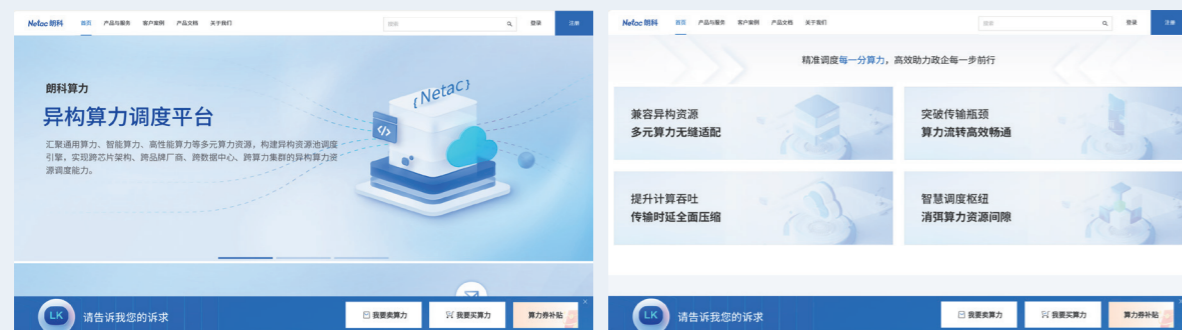 Netac 朗科
首页
产品与服务
客户案例
产品文档
关于我们
搜索
登录
注册
朗科算力
异构算力调度平台
汇聚通用算力、智能算力、高性能算力等多元算力资源，构建异构资源池调度
引擎，实现跨芯片架构、跨品牌厂商、跨数据中心、跨算力集群的异构算力资
源调度能力。
{Netac}
</>
LK
请告诉我您的诉求
我要卖算力
我要买算力
算力券补贴
Netac 朗科
首页
产品与服务
客户案例
产品文档
关于我们
搜索
登录
注册
精准调度每一分算力，高效助力政企每一步前行
兼容异构资源
多元算力无缝适配
突破传输瓶颈
算力流转高效畅通
提升计算吞吐
传输时延全面压缩
智慧调度枢纽
消弭算力资源间隙
LK
请告诉我您的诉求
我要卖算力
我要买算力
算力券补贴